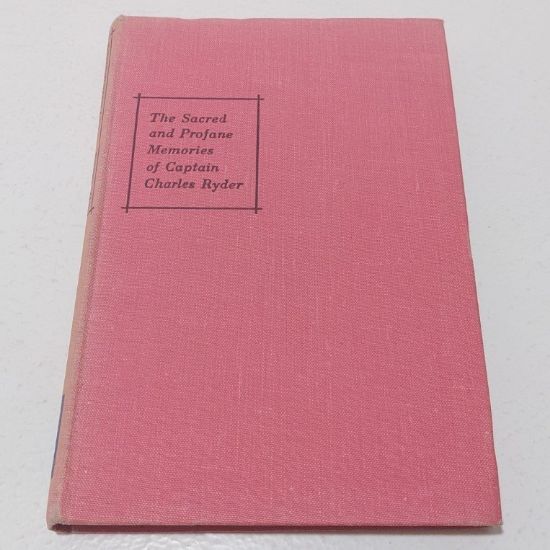 The Sacred
and Profane
Memories
of Captain
Charles Ryder